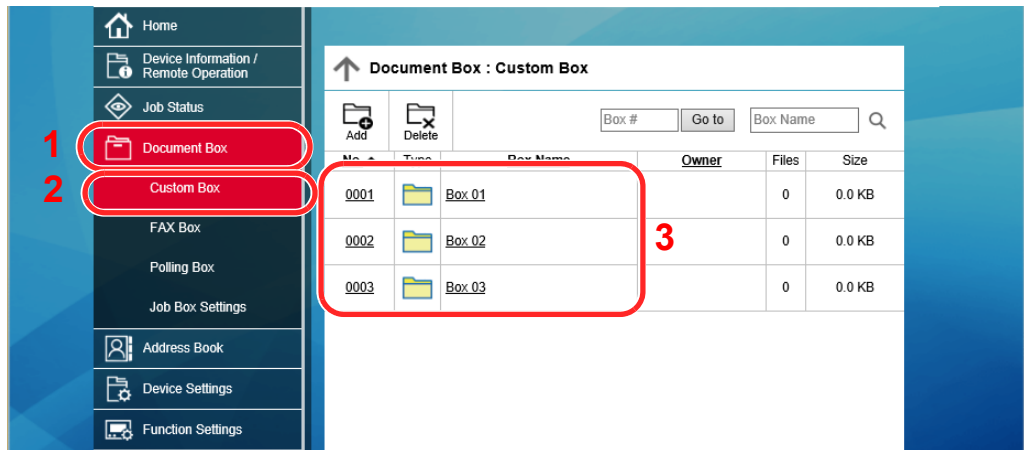 Home
Device Information /
Remote Operation
Job Status
1
Document Box
2
Custom Box
FAX Box
Polling Box
Job Box Settings
Address Book
Device Settings
Function Settings
Document Box : Custom Box
Add
Delete
Box #
Go to
Box Name
No. Type Box Name Owner Files Size
0001 Box 01 0 0.0 KB
0002 Box 02 0 0.0 KB
3
0003 Box 03 0 0.0 KB